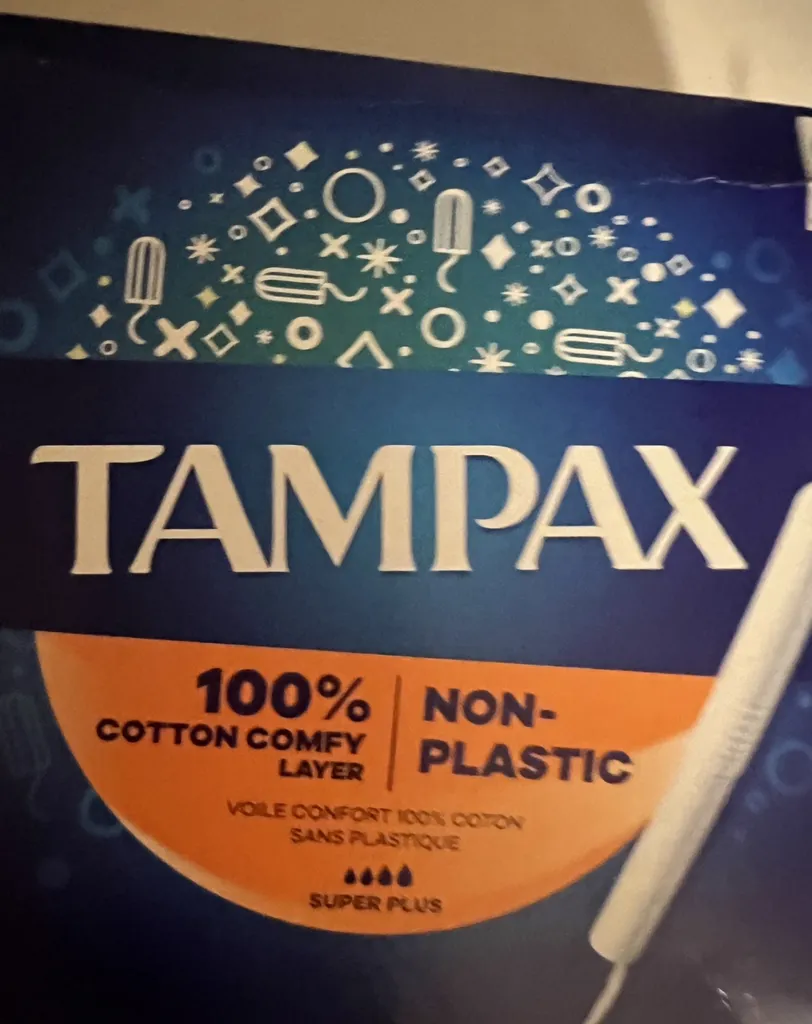 TAMPAX
100%
COTTON COMFY
LAYER
NON-
PLASTIC
VOILE CONFORT 100% COTON
SANS PLASTIQUE
SUPER PLUS